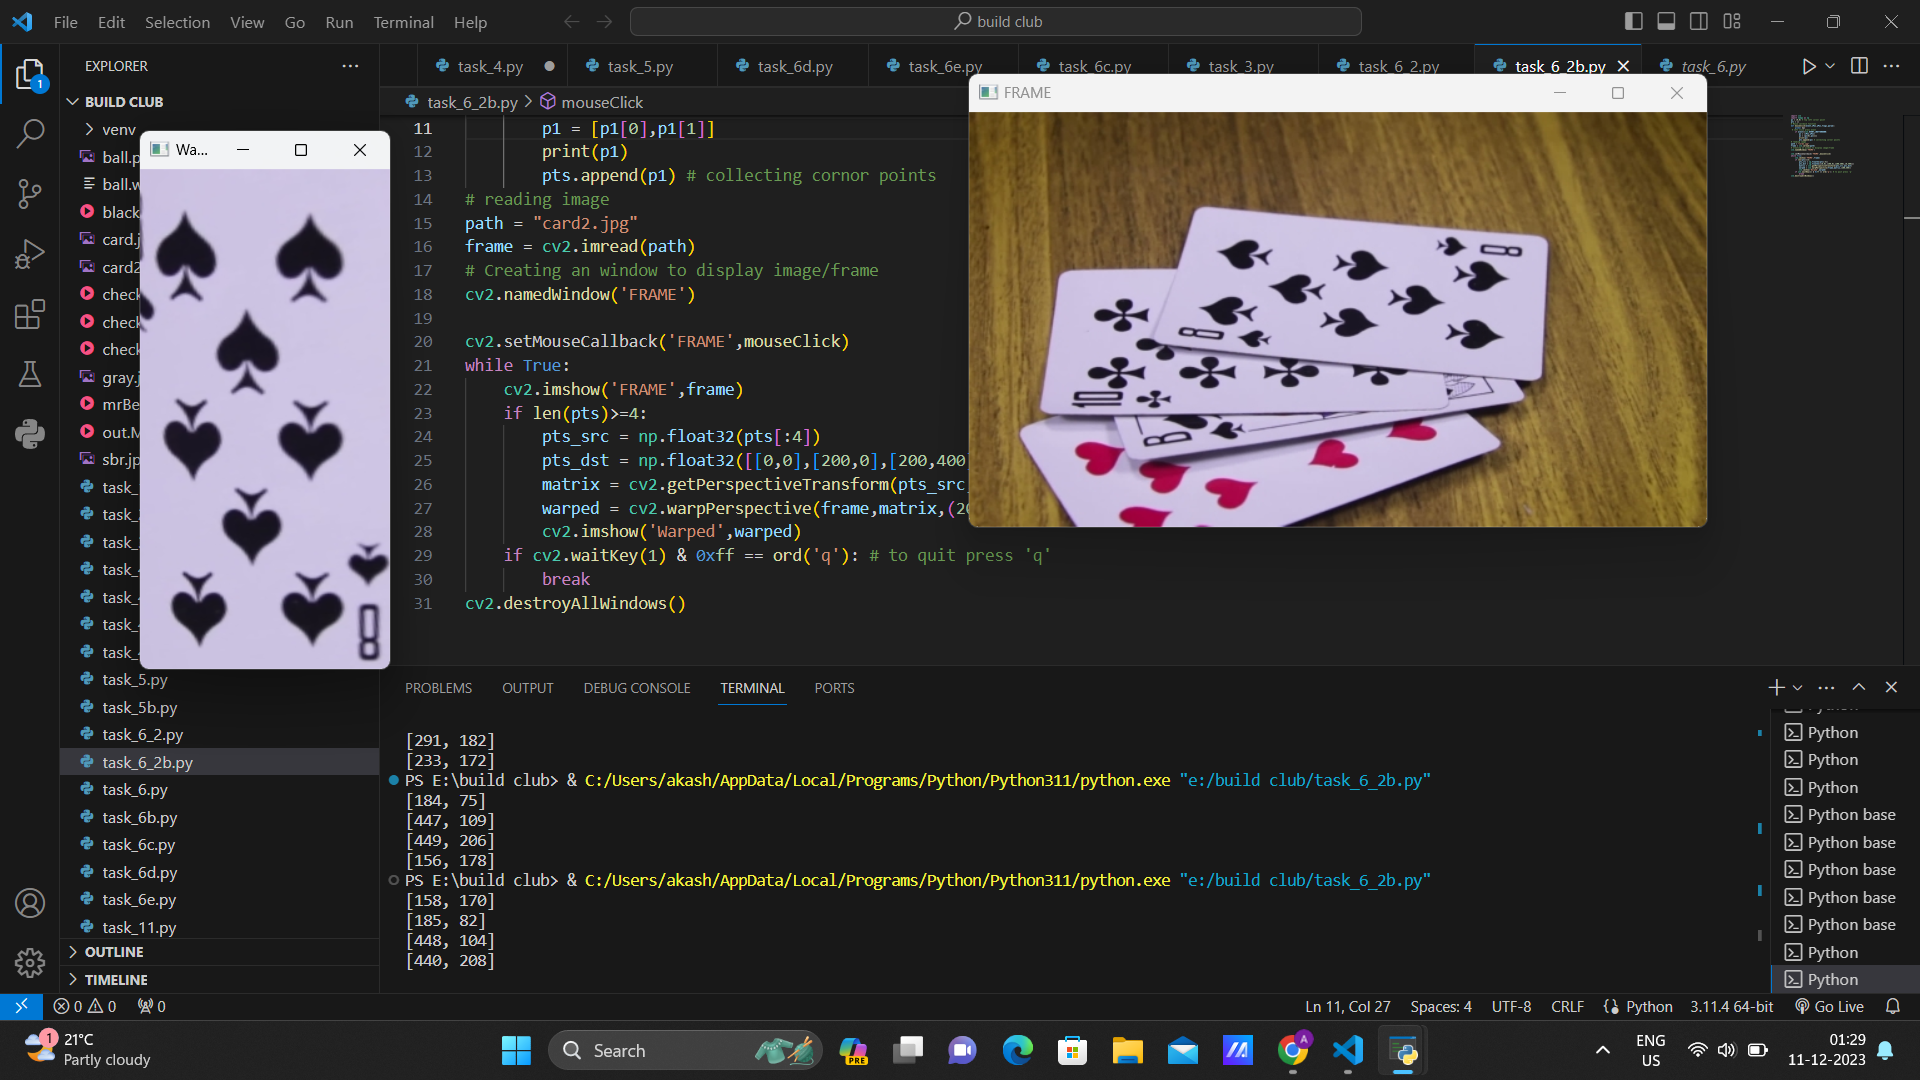 File Edit Selection View Go Run Terminal Help
build club
EXPLORER
task_4.py
task_5.py
task_6d.py
task_6e.py
task_6c.py
task_3.py
task_6_2.py
task_6_2b.py
task_6.py
BUILD CLUB
task_6_2b.py > mouseClick
FRAME
venv
Wa...
ball.p
ball.w
black
card.j
card2
check
check
check
gray.j
mrBe
out.M
sbr.jp
task_
task_
task_
task_
task_
task_
task_
task_5.py
task_5b.py
task_6_2.py
task_6_2b.py
task_6.py
task_6b.py
task_6c.py
task_6d.py
task_6e.py
task_11.py
OUTLINE
TIMELINE
11 p1 = [p1[0],p1[1]]
12 print(p1)
13 pts.append(p1) # collecting cornor points
14 # reading image
15 path = "card2.jpg"
16 frame = cv2.imread(path)
17 # Creating an window to display image/frame
18 cv2.namedWindow('FRAME')
19
20 cv2.setMouseCallback('FRAME',mouseClick)
21 while True:
22 cv2.imshow('FRAME',frame)
23 if len(pts)>=4:
24 pts_src = np.float32(pts[:4])
25 pts_dst = np.float32([[0,0],[200,0],[200,400]
26 matrix = cv2.getPerspectiveTransform(pts_src,
27 warped = cv2.warpPerspective(frame,matrix,(20
28 cv2.imshow('Warped',warped)
29 if cv2.waitKey(1) & 0xff == ord('q'): # to quit press 'q'
30 break
31 cv2.destroyAllWindows()
8
8
8
10
PROBLEMS OUTPUT DEBUG CONSOLE TERMINAL PORTS
[291, 182]
[233, 172]
PS E:\build club> & C:/Users/akash/AppData/Local/Programs/Python/Python311/python.exe "e:/build club/task_6_2b.py"
[184, 75]
[447, 109]
[449, 206]
[156, 178]
PS E:\build club> & C:/Users/akash/AppData/Local/Programs/Python/Python311/python.exe "e:/build club/task_6_2b.py"
[158, 170]
[185, 82]
[448, 104]
[440, 208]
Python
Python
Python
Python base
Python base
Python base
Python base
Python base
Python
Python
0 0 0
Ln 11, Col 27 Spaces: 4 UTF-8 CRLF Python 3.11.4 64-bit Go Live
1
21°C
Partly cloudy
Search
PRE
A
ENG
US
01:29
11-12-2023